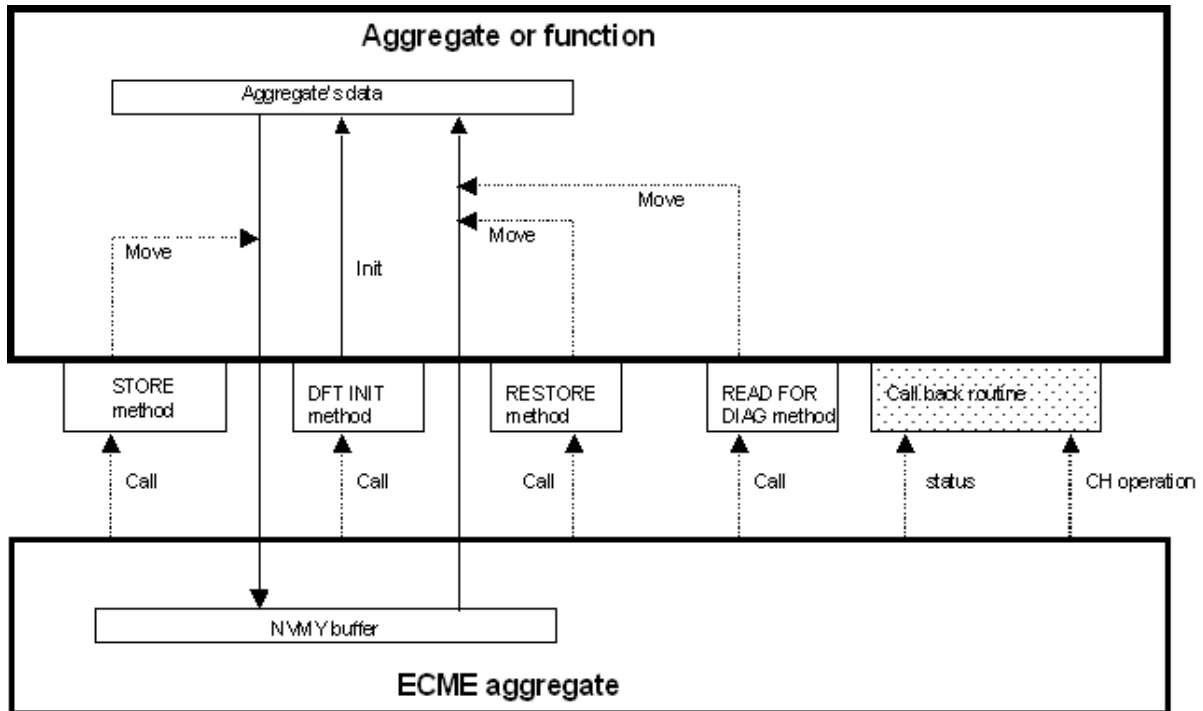 Aggregate or function
Aggregate's data
Move
Move
Move
Init
STORE
method
DFT INIT
method
RESTORE
method
READ FOR
DIAG method
Call back routine
Call
Call
Call
Call
status
CH operation
NVMY buffer
ECME aggregate